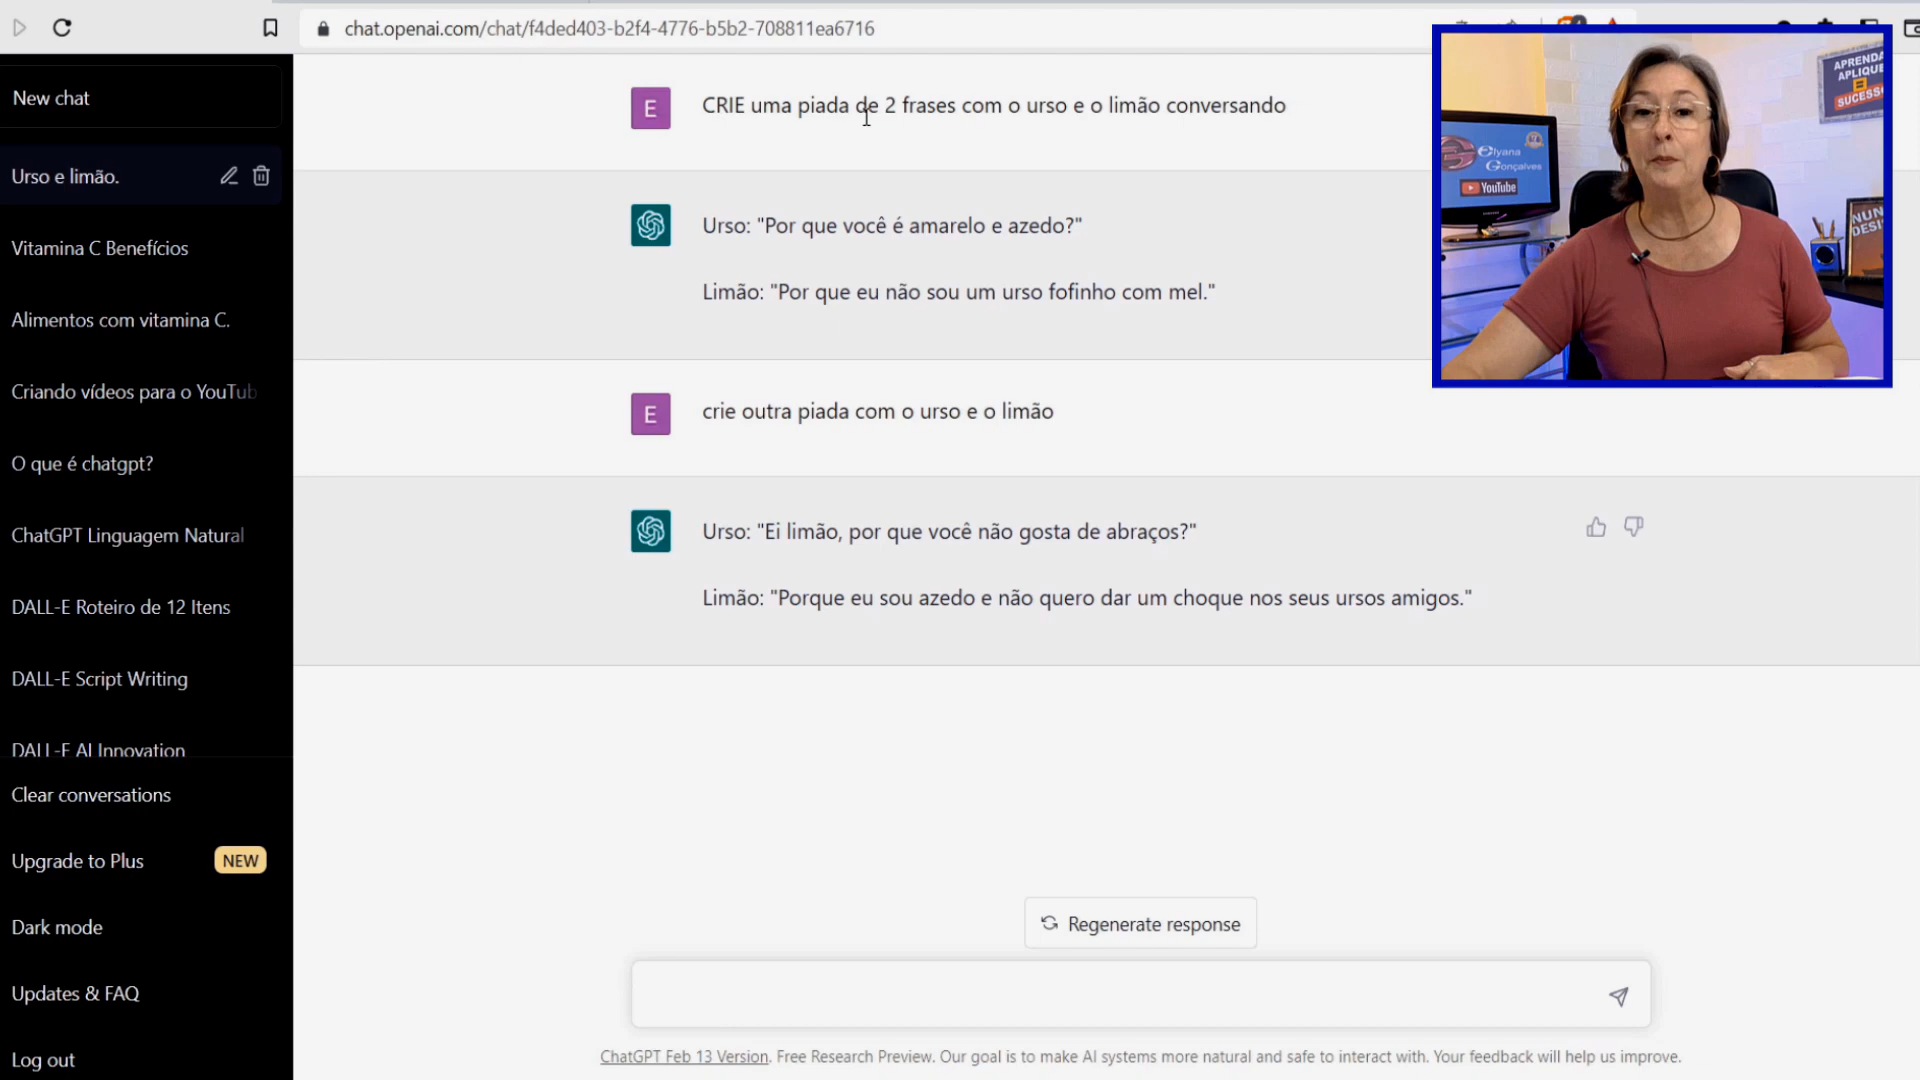 chat.openai.com/chat/f4ded403-b2f4-4776-b5b2-708811ea6716
New chat
Urso e limão.
Vitamina C Benefícios
Alimentos com vitamina C.
Criando vídeos para o YouTub
O que é chatgpt?
ChatGPT Linguagem Natural
DALL-E Roteiro de 12 Itens
DALL-E Script Writing
DALL-E AI Innovation
Clear conversations
Upgrade to Plus
NEW
Dark mode
Updates & FAQ
Log out
E
CRIE uma piada de 2 frases com o urso e o limão conversando
Urso: "Por que você é amarelo e azedo?"
Limão: "Por que eu não sou um urso fofinho com mel."
E
crie outra piada com o urso e o limão
Urso: "Ei limão, por que você não gosta de abraços?"
Limão: "Porque eu sou azedo e não quero dar um choque nos seus ursos amigos."
Regenerate response
ChatGPT Feb 13 Version. Free Research Preview. Our goal is to make AI systems more natural and safe to interact with. Your feedback will help us improve.
Elyana
Gonçalves
YouTube
APRENDA
APLIQUE
=
SUCESSO
NUN
DESI